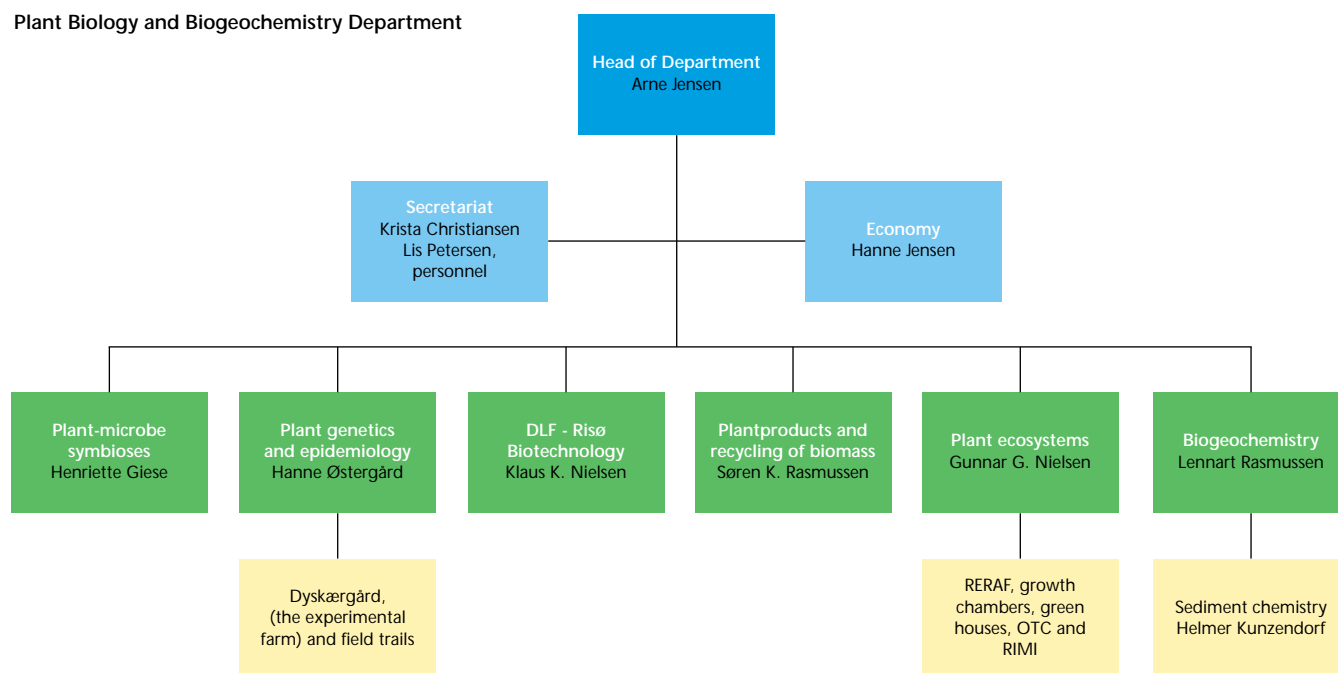 Plant Biology and Biogeochemistry Department
Head of Department
Arne Jensen
Secretariat
Krista Christiansen
Lis Petersen,
personnel
Economy
Hanne Jensen
Plant-microbe
symbioses
Henriette Giese
Plant genetics
and epidemiology
Hanne Østergård
DLF - Risø
Biotechnology
Klaus K. Nielsen
Plantproducts and
recycling of biomass
Søren K. Rasmussen
Plant ecosystems
Gunnar G. Nielsen
Biogeochemistry
Lennart Rasmussen
Dyskærgård,
(the experimental
farm) and field trails
RERAF, growth
chambers, green
houses, OTC and
RIMI
Sediment chemistry
Helmer Kunzendorf